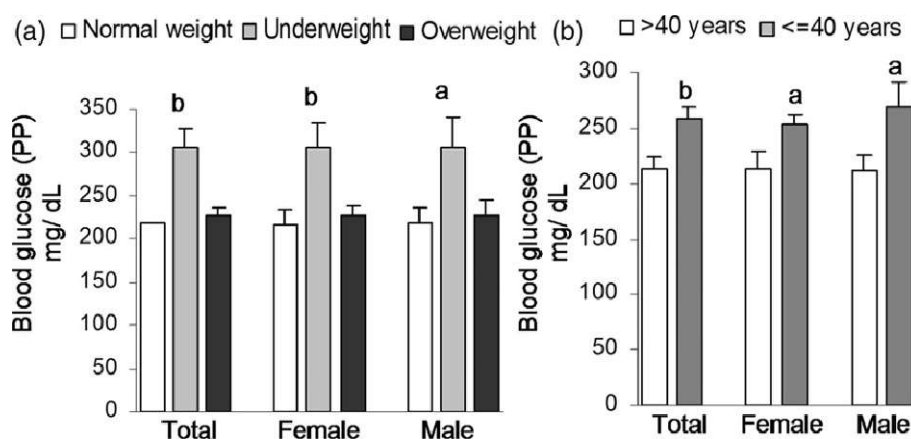 (a) Normal weight Underweight Overweight
Blood glucose (PP)
mg/ dL
350
300
250
200
150
100
50
0
b
b
a
Total Female Male
(b) >40 years <=40 years
Blood glucose (PP)
mg/ dL
300
250
200
150
100
50
0
b
a
a
Total Female Male